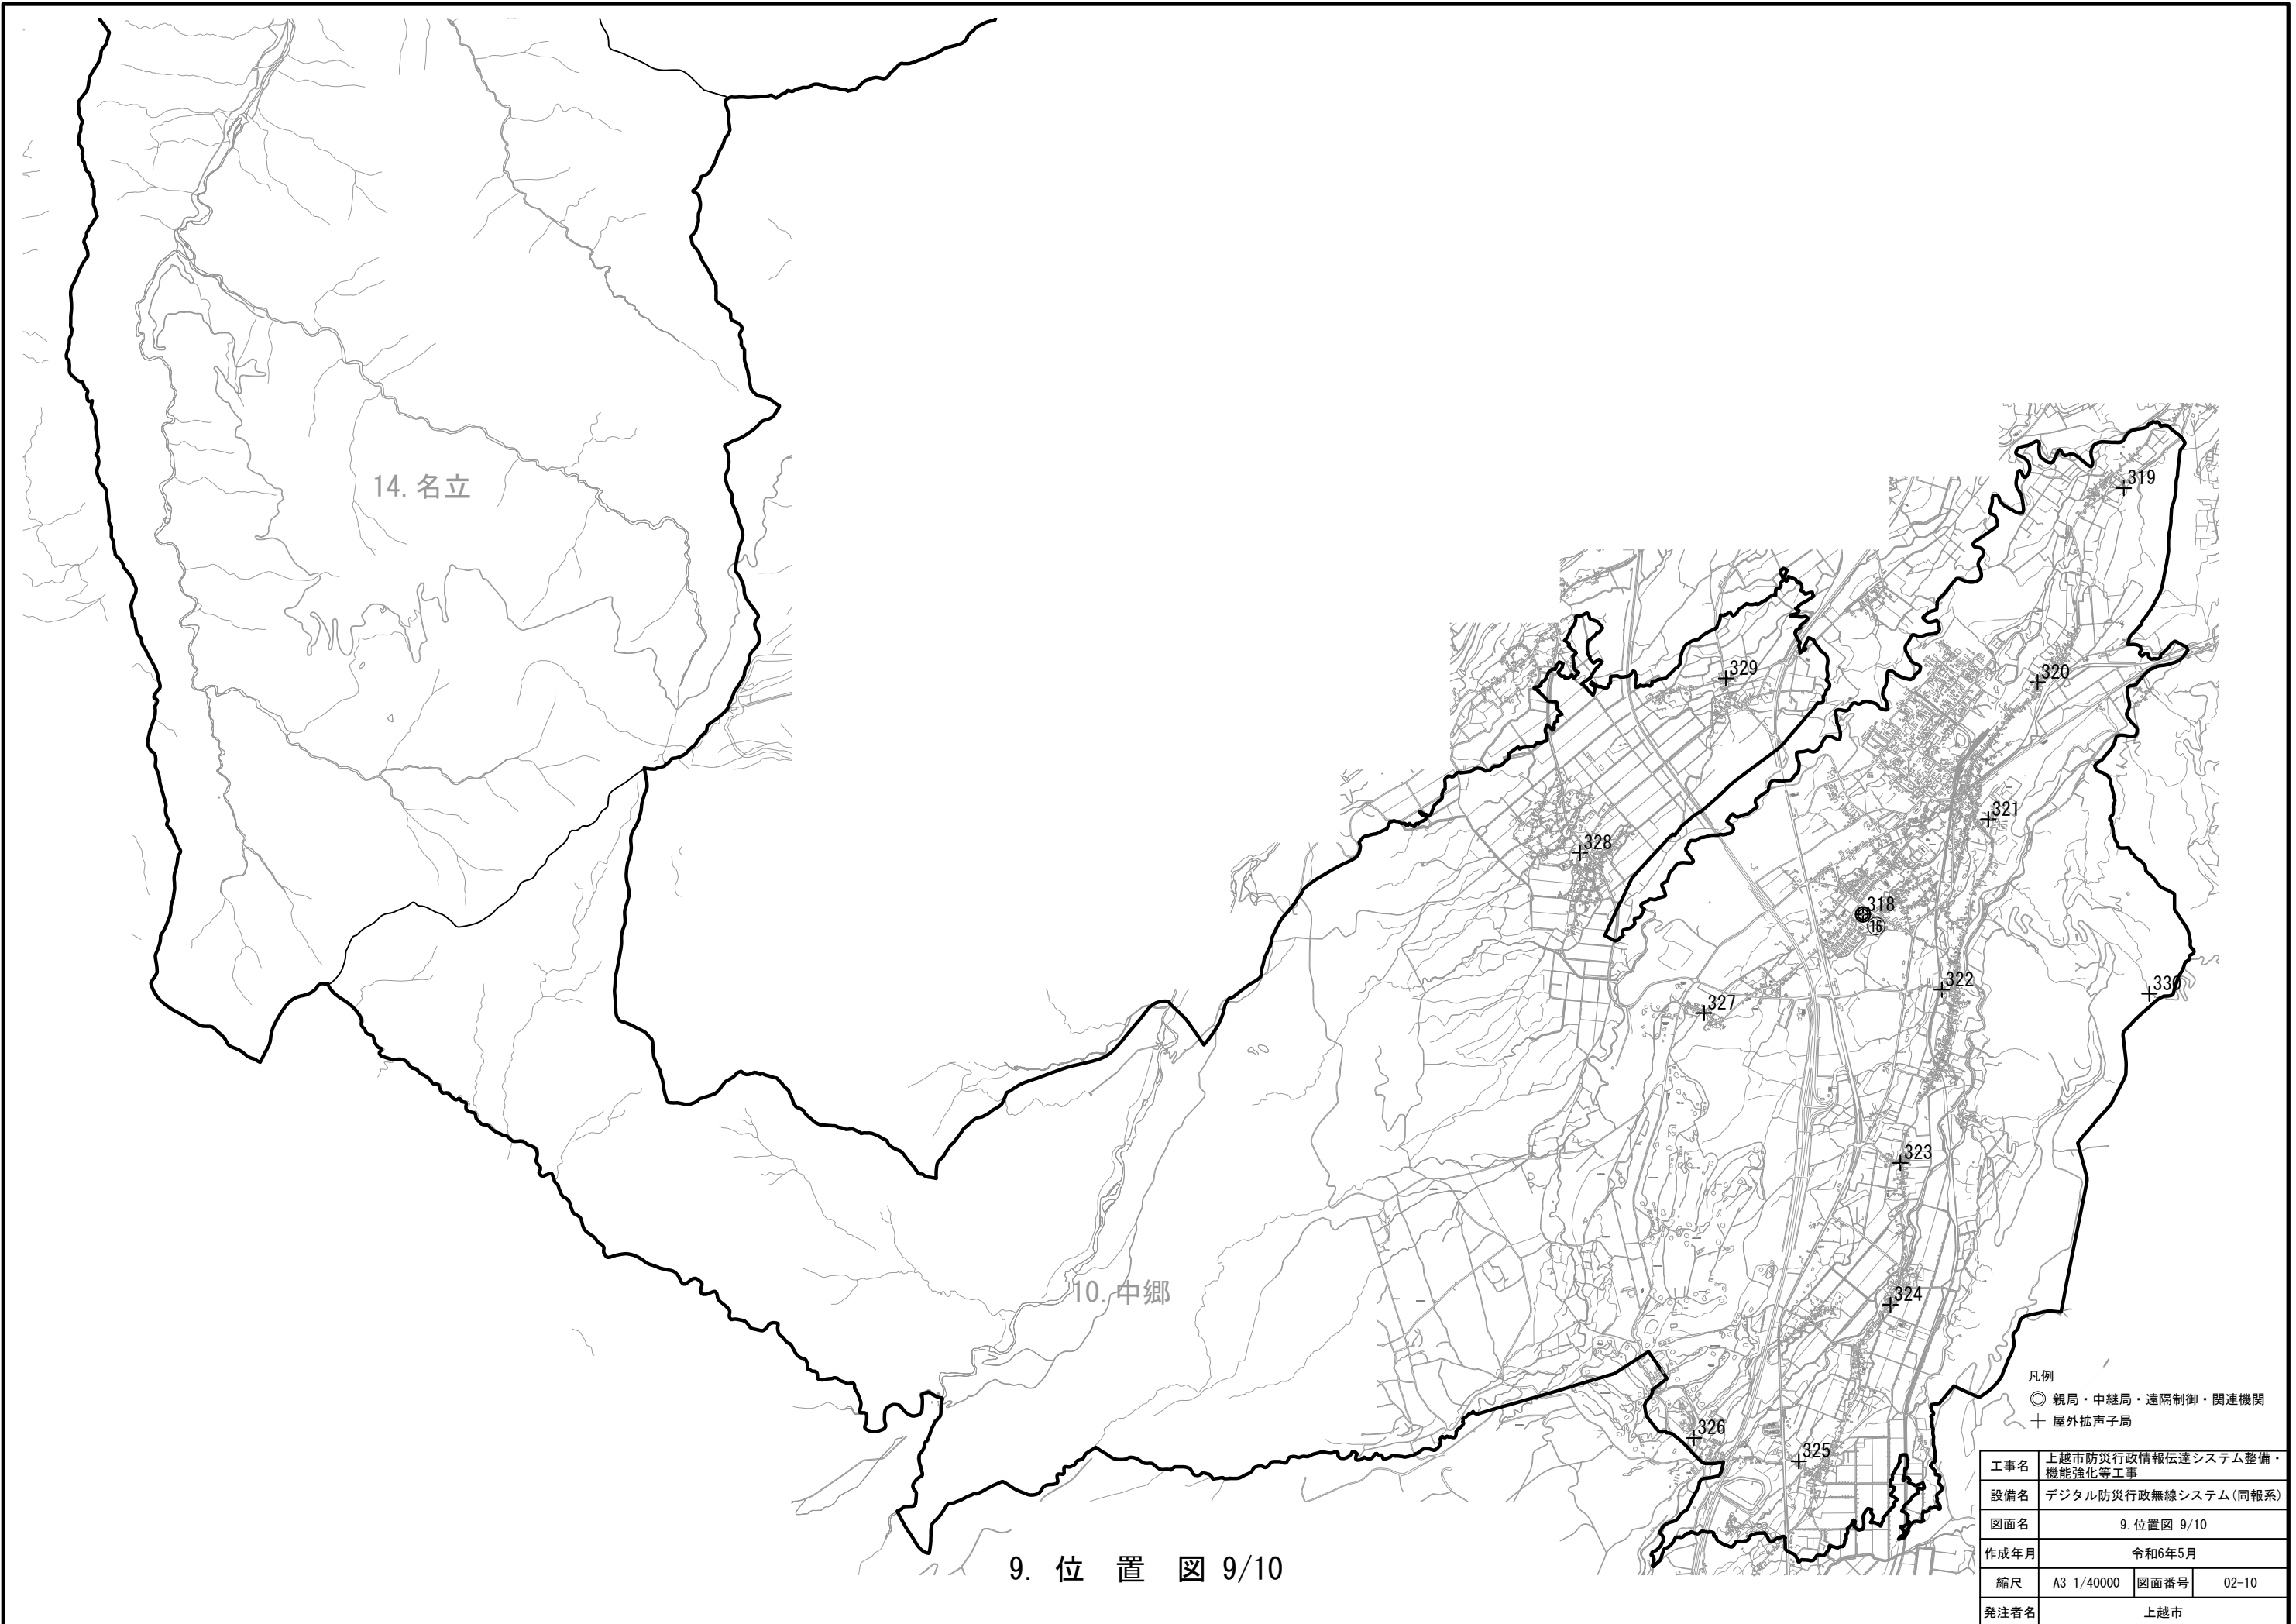 14. 名立
319
329
320
321
328
318
16
322
330
327
323
10. 中郷
324
326
325
凡例
◎ 親局・中継局・遠隔制御・関連機関
＋ 屋外拡声子局
工事名 上越市防災行政情報伝達システム整備・
機能強化等工事
設備名 デジタル防災行政無線システム(同報系)
図面名 9. 位置図 9/10
作成年月 令和6年5月
縮尺 A3 1/40000 図面番号 02-10
発注者名 上越市
9. 位 置 図 9/10